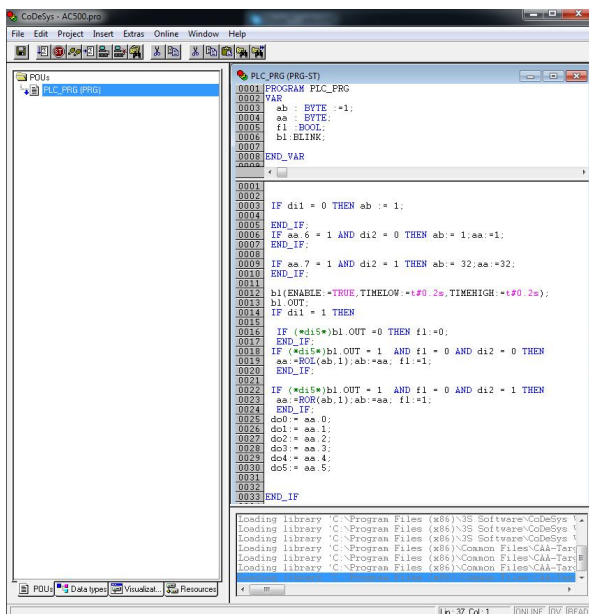 CoDeSys - AC500.pro
File Edit Project Insert Extras Online Window Help
POUs
PLC_PRG (PRG)
PLC_PRG (PRG-ST)
0001 PROGRAM PLC_PRG
0002 VAR
0003 ab : BYTE :=1;
0004 aa : BYTE;
0005 f1 :BOOL;
0006 bl:BLINK;
0007
0008 END_VAR
0009
0001
0002
0003 IF di1 = 0 THEN ab := 1;
0004
0005 END_IF;
0006 IF aa.6 = 1 AND di2 = 0 THEN ab:= 1;aa:=1;
0007 END_IF;
0008
0009 IF aa.7 = 1 AND di2 = 1 THEN ab:= 32;aa:=32;
0010 END_IF;
0011
0012 bl(ENABLE:=TRUE,TIMELOW:=t#0.2s,TIMEHIGH:=t#0.2s);
0013 bl.OUT;
0014 IF di1 = 1 THEN
0015
0016 IF (*di5*)bl.OUT =0 THEN f1:=0;
0017 END_IF;
0018 IF (*di5*)bl.OUT = 1 AND f1 = 0 AND di2 = 0 THEN
0019 aa:=ROL(ab,1);ab:=aa; f1:=1;
0020 END_IF;
0021
0022 IF (*di5*)bl.OUT = 1 AND f1 = 0 AND di2 = 1 THEN
0023 aa:=ROR(ab,1);ab:=aa; f1:=1;
0024 END_IF;
0025 do0:= aa.0;
0026 do1:= aa.1;
0027 do2:= aa.2;
0028 do3:= aa.3;
0029 do4:= aa.4;
0030 do5:= aa.5;
0031
0032
0033 END_IF
Loading library 'C:\Program Files (x86)\3S Software\CoDeSys
Loading library 'C:\Program Files (x86)\3S Software\CoDeSys
Loading library 'C:\Program Files (x86)\3S Software\CoDeSys
Loading library 'C:\Program Files (x86)\Common Files\CAA-Targ
Loading library 'C:\Program Files (x86)\Common Files\CAA-Targ
Loading library 'C:\Program Files (x86)\Common Files\CAA-Targ
POUs Data types Visualizat... Resources
Lin.: 37, Col.: 1 ONLINE OV READ